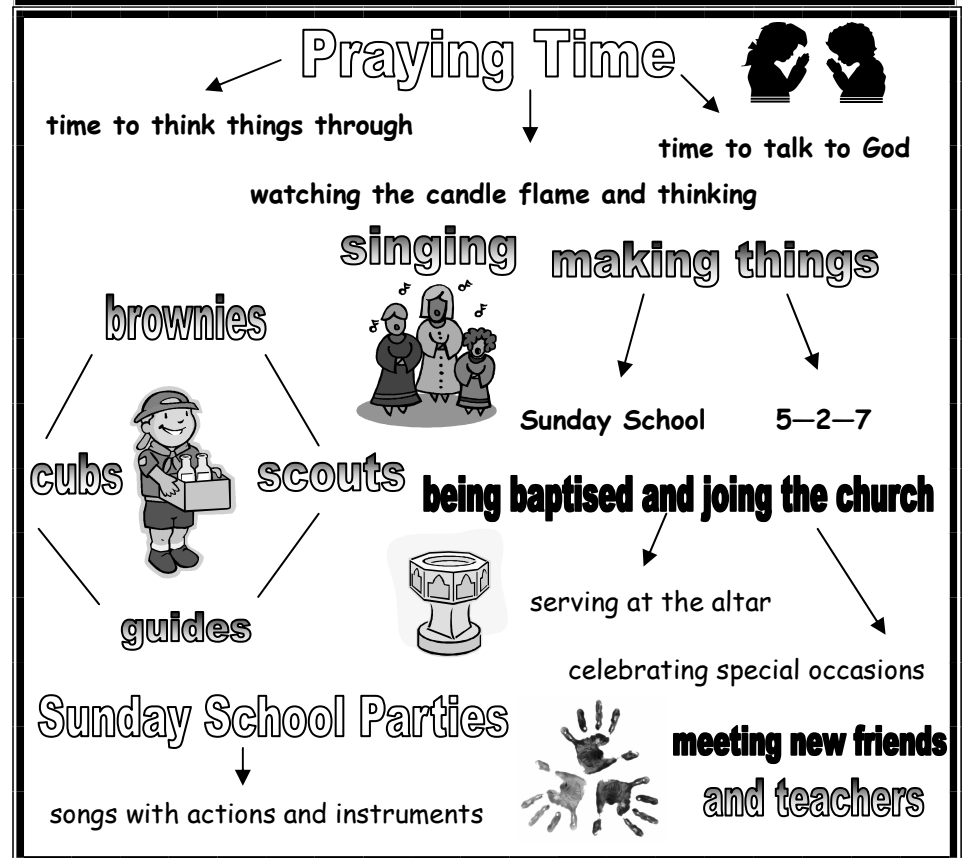 Praying Time
time to think things through
time to talk to God
watching the candle flame and thinking
singing
making things
brownies
Sunday School
5—2—7
cubs
scouts
being baptised and joing the church
serving at the altar
guides
celebrating special occasions
Sunday School Parties
meeting new friends
and teachers
songs with actions and instruments